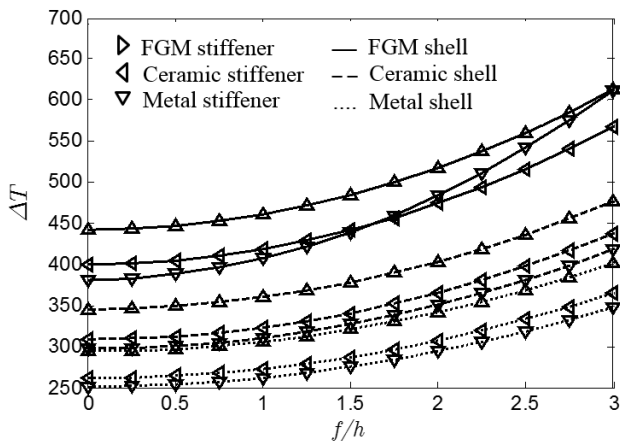 700
650
600
550
500
450
400
350
300
250
ΔT
FGM stiffener
Ceramic stiffener
Metal stiffener
FGM shell
Ceramic shell
Metal shell
0 0.5 1 1.5 2 2.5 3
f/h